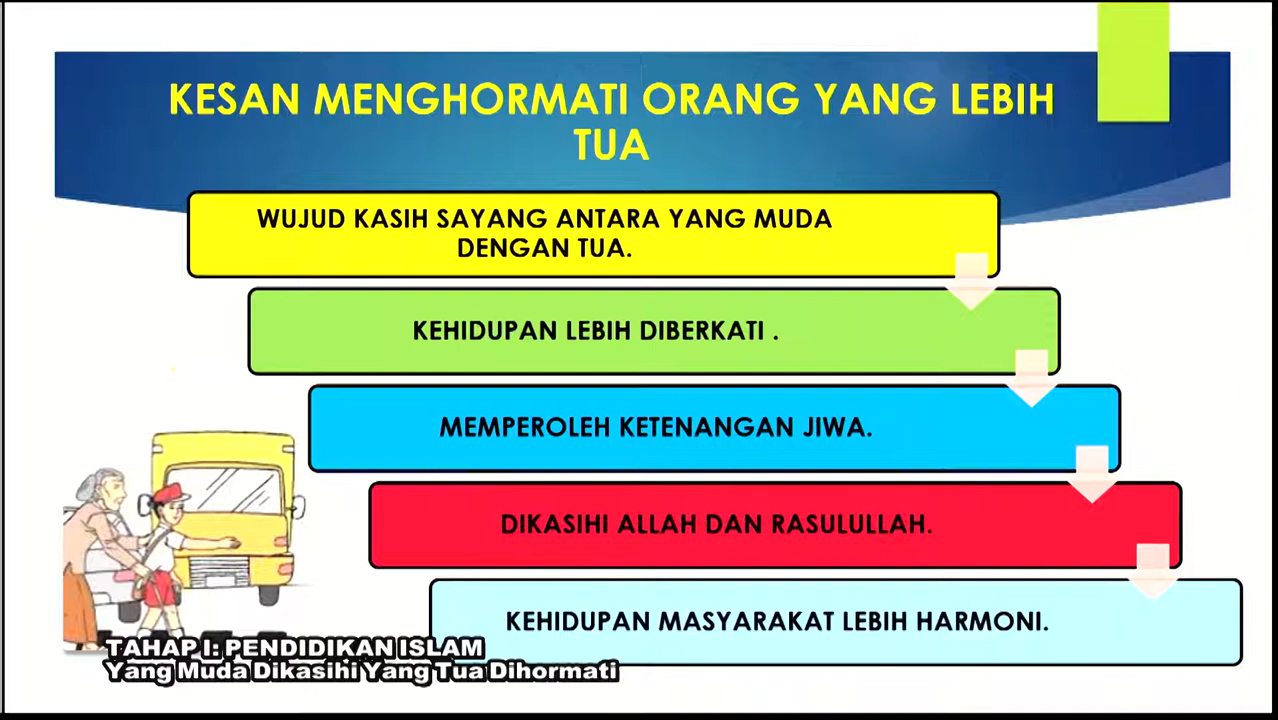 KESAN MENGHORMATI ORANG YANG LEBIH
TUA
WUJUD KASIH SAYANG ANTARA YANG MUDA
DENGAN TUA.
KEHIDUPAN LEBIH DIBERKATI .
MEMPEROLEH KETENANGAN JIWA.
DIKASIHI ALLAH DAN RASULULLAH.
KEHIDUPAN MASYARAKAT LEBIH HARMONI.
TAHAP I: PENDIDIKAN ISLAM
Yang Muda Dikasihi Yang Tua Dihormati